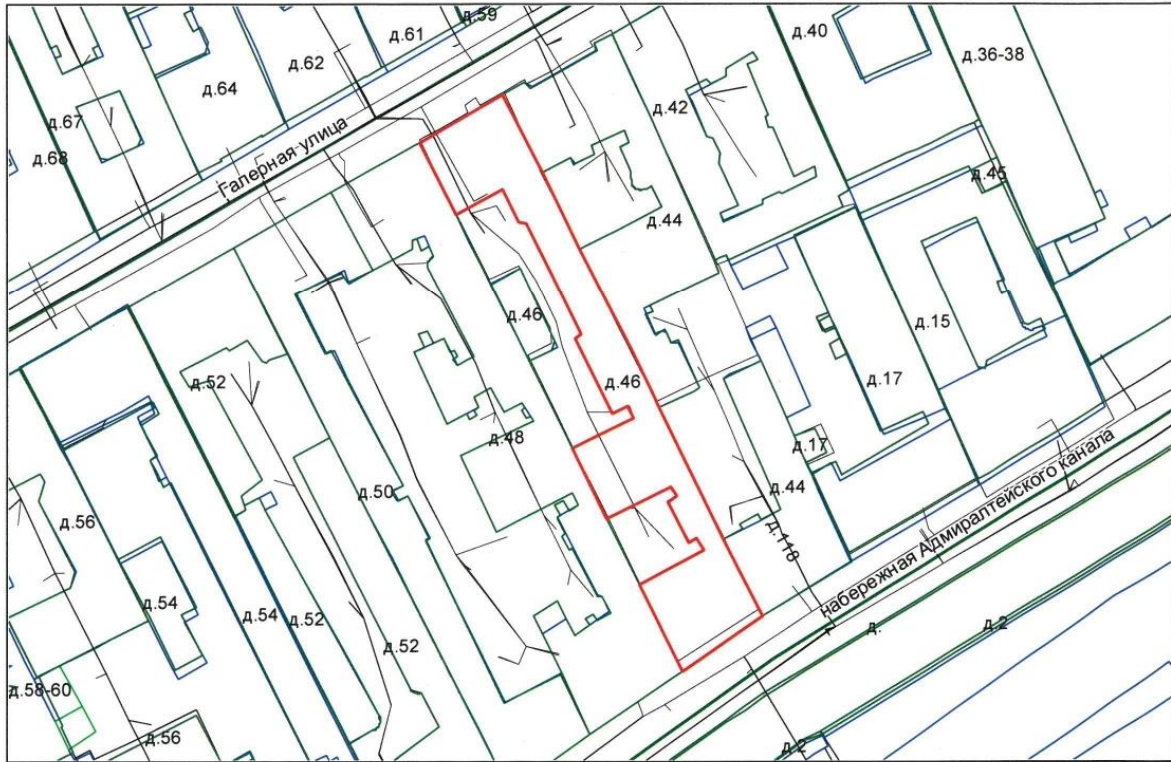 д.59
д.61
д.40
д.62
д.36-38
д.64
д.42
д.67
д.68
Галерная улица
д.45
д.44
д.46
д.15
д.52
д.46
д.17
д.48
д.17
д.50
д.44
д.56
д.118
набережная Адмиралтейского канала
д.54
д.54
д.52
д.52
д.
д.2
д.58-60
д.56
д.2